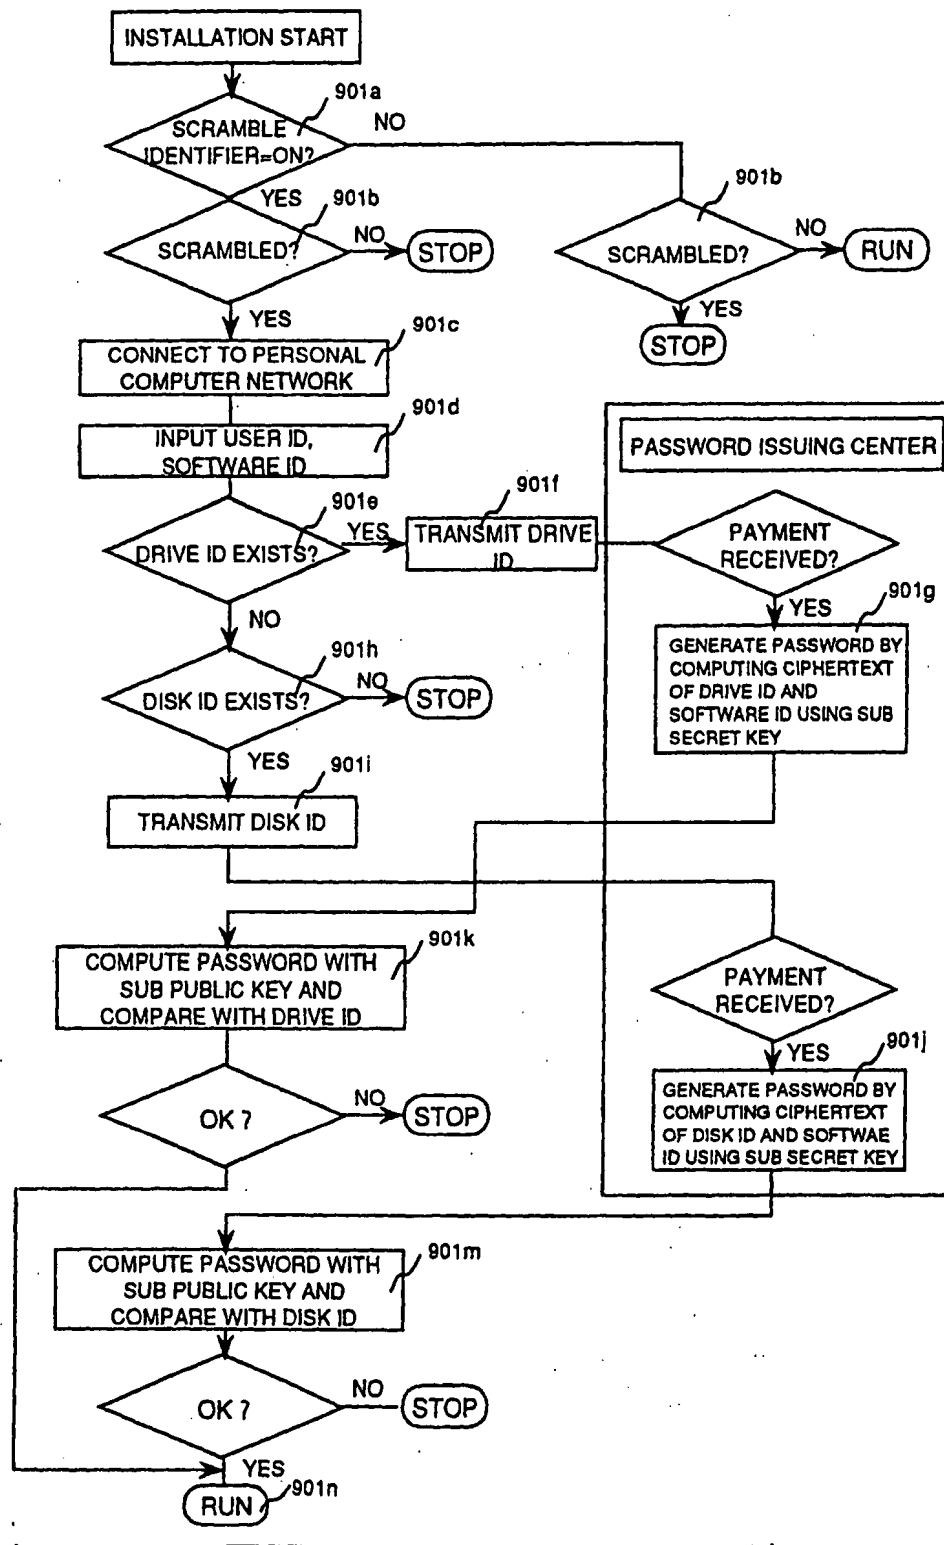 INSTALLATION START
901a
SCRAMBLE
IDENTIFIER=ON?
NO
YES
901b
SCRAMBLED?
NO
STOP
901b
SCRAMBLED?
NO
RUN
YES
STOP
YES
901c
CONNECT TO PERSONAL
COMPUTER NETWORK
901d
INPUT USER ID,
SOFTWARE ID
PASSWORD ISSUING CENTER
901e
DRIVE ID EXISTS?
YES
901f
TRANSMIT DRIVE
ID
PAYMENT
RECEIVED?
YES
901g
GENERATE PASSWORD BY
COMPUTING CIPHERTEXT
OF DRIVE ID AND
SOFTWARE ID USING SUB
SECRET KEY
NO
901h
DISK ID EXISTS?
NO
STOP
YES
901i
TRANSMIT DISK ID
901k
COMPUTE PASSWORD WITH
SUB PUBLIC KEY AND
COMPARE WITH DRIVE ID
PAYMENT
RECEIVED?
YES
901j
GENERATE PASSWORD BY
COMPUTING CIPHERTEXT
OF DISK ID AND SOFTWAE
ID USING SUB SECRET KEY
OK ?
NO
STOP
901m
COMPUTE PASSWORD WITH
SUB PUBLIC KEY AND
COMPARE WITH DISK ID
OK ?
NO
STOP
YES
901n
RUN